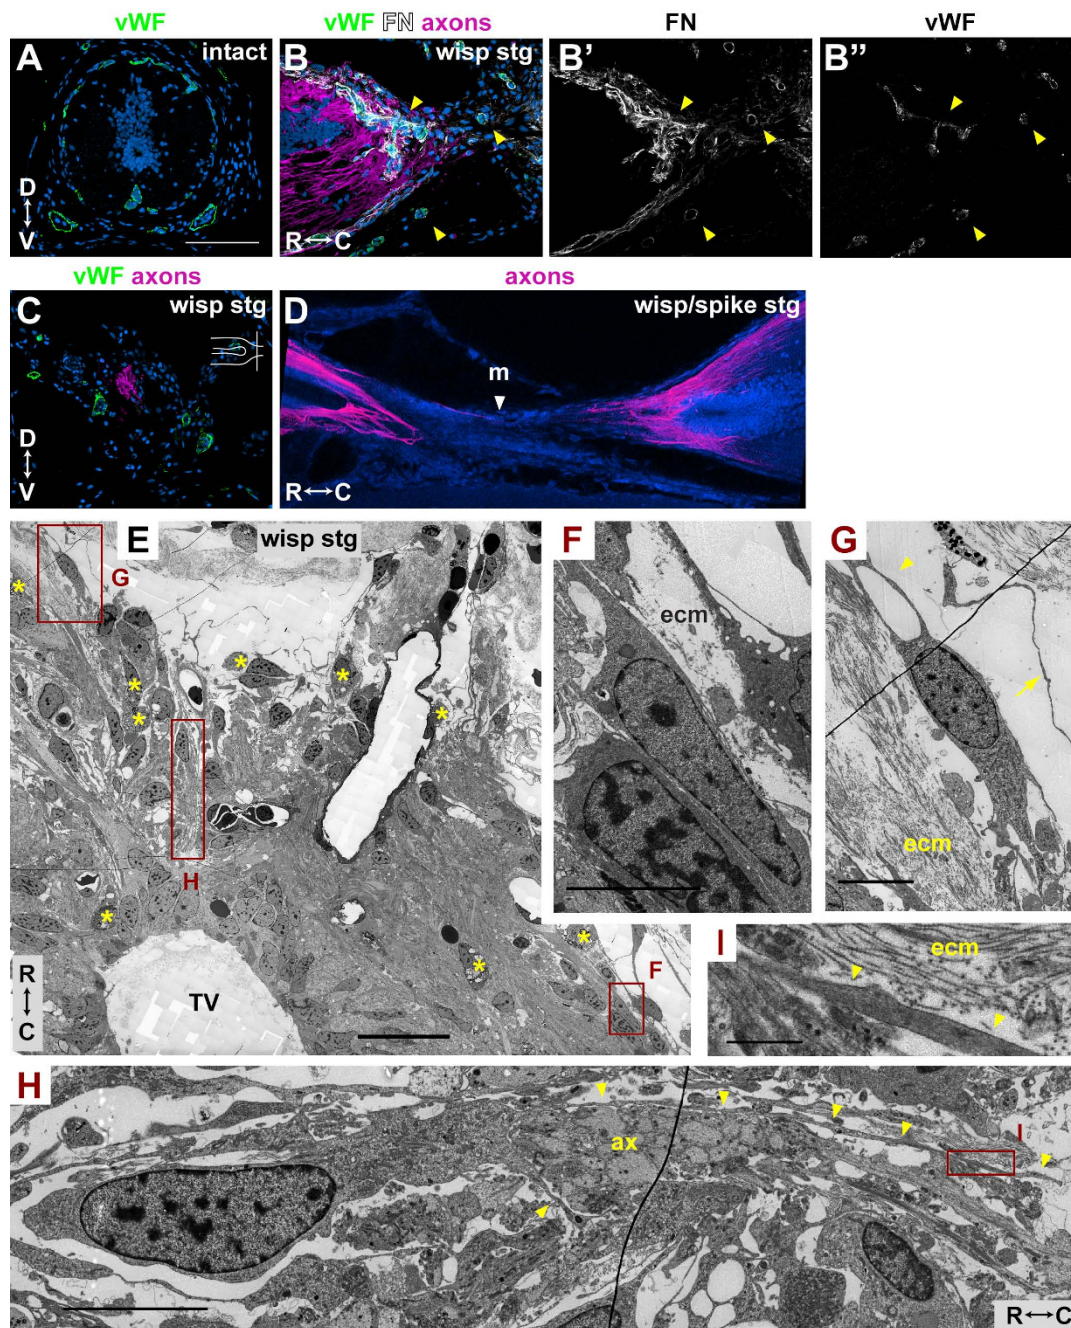 vWF
vWF FN axons
FN
vWF
A
intact
B
wisp stg
B’
B’’
D
V
R
C
vWF axons
axons
C
wisp stg
D
wisp/spike stg
m
D
V
R
C
E
wisp stg
G
H
F
TV
R
C
F
ecm
G
ecm
I
ecm
H
ax
I
R
C